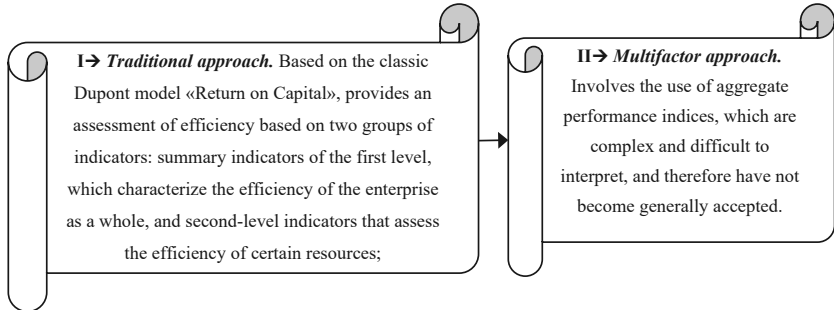 I→ Traditional approach. Based on the classic
Dupont model «Return on Capital», provides an
assessment of efficiency based on two groups of
indicators: summary indicators of the first level,
which characterize the efficiency of the enterprise
as a whole, and second-level indicators that assess
the efficiency of certain resources;
II→ Multifactor approach.
Involves the use of aggregate
performance indices, which are
complex and difficult to
interpret, and therefore have not
become generally accepted.